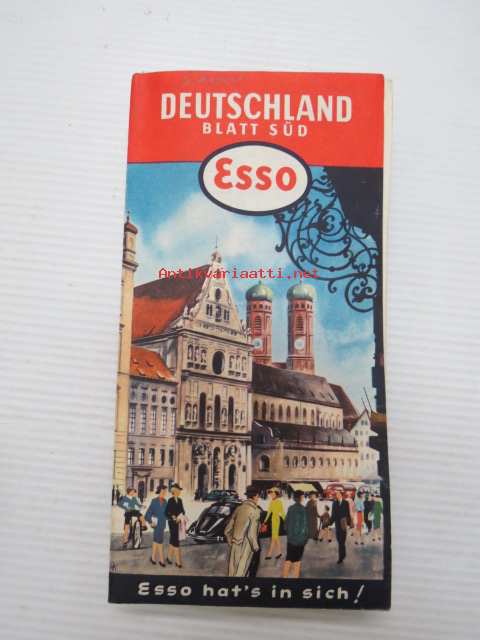 DEUTSCHLAND
BLATT SÜD
Esso
Antikvariaatti.net
Esso hat's in sich!